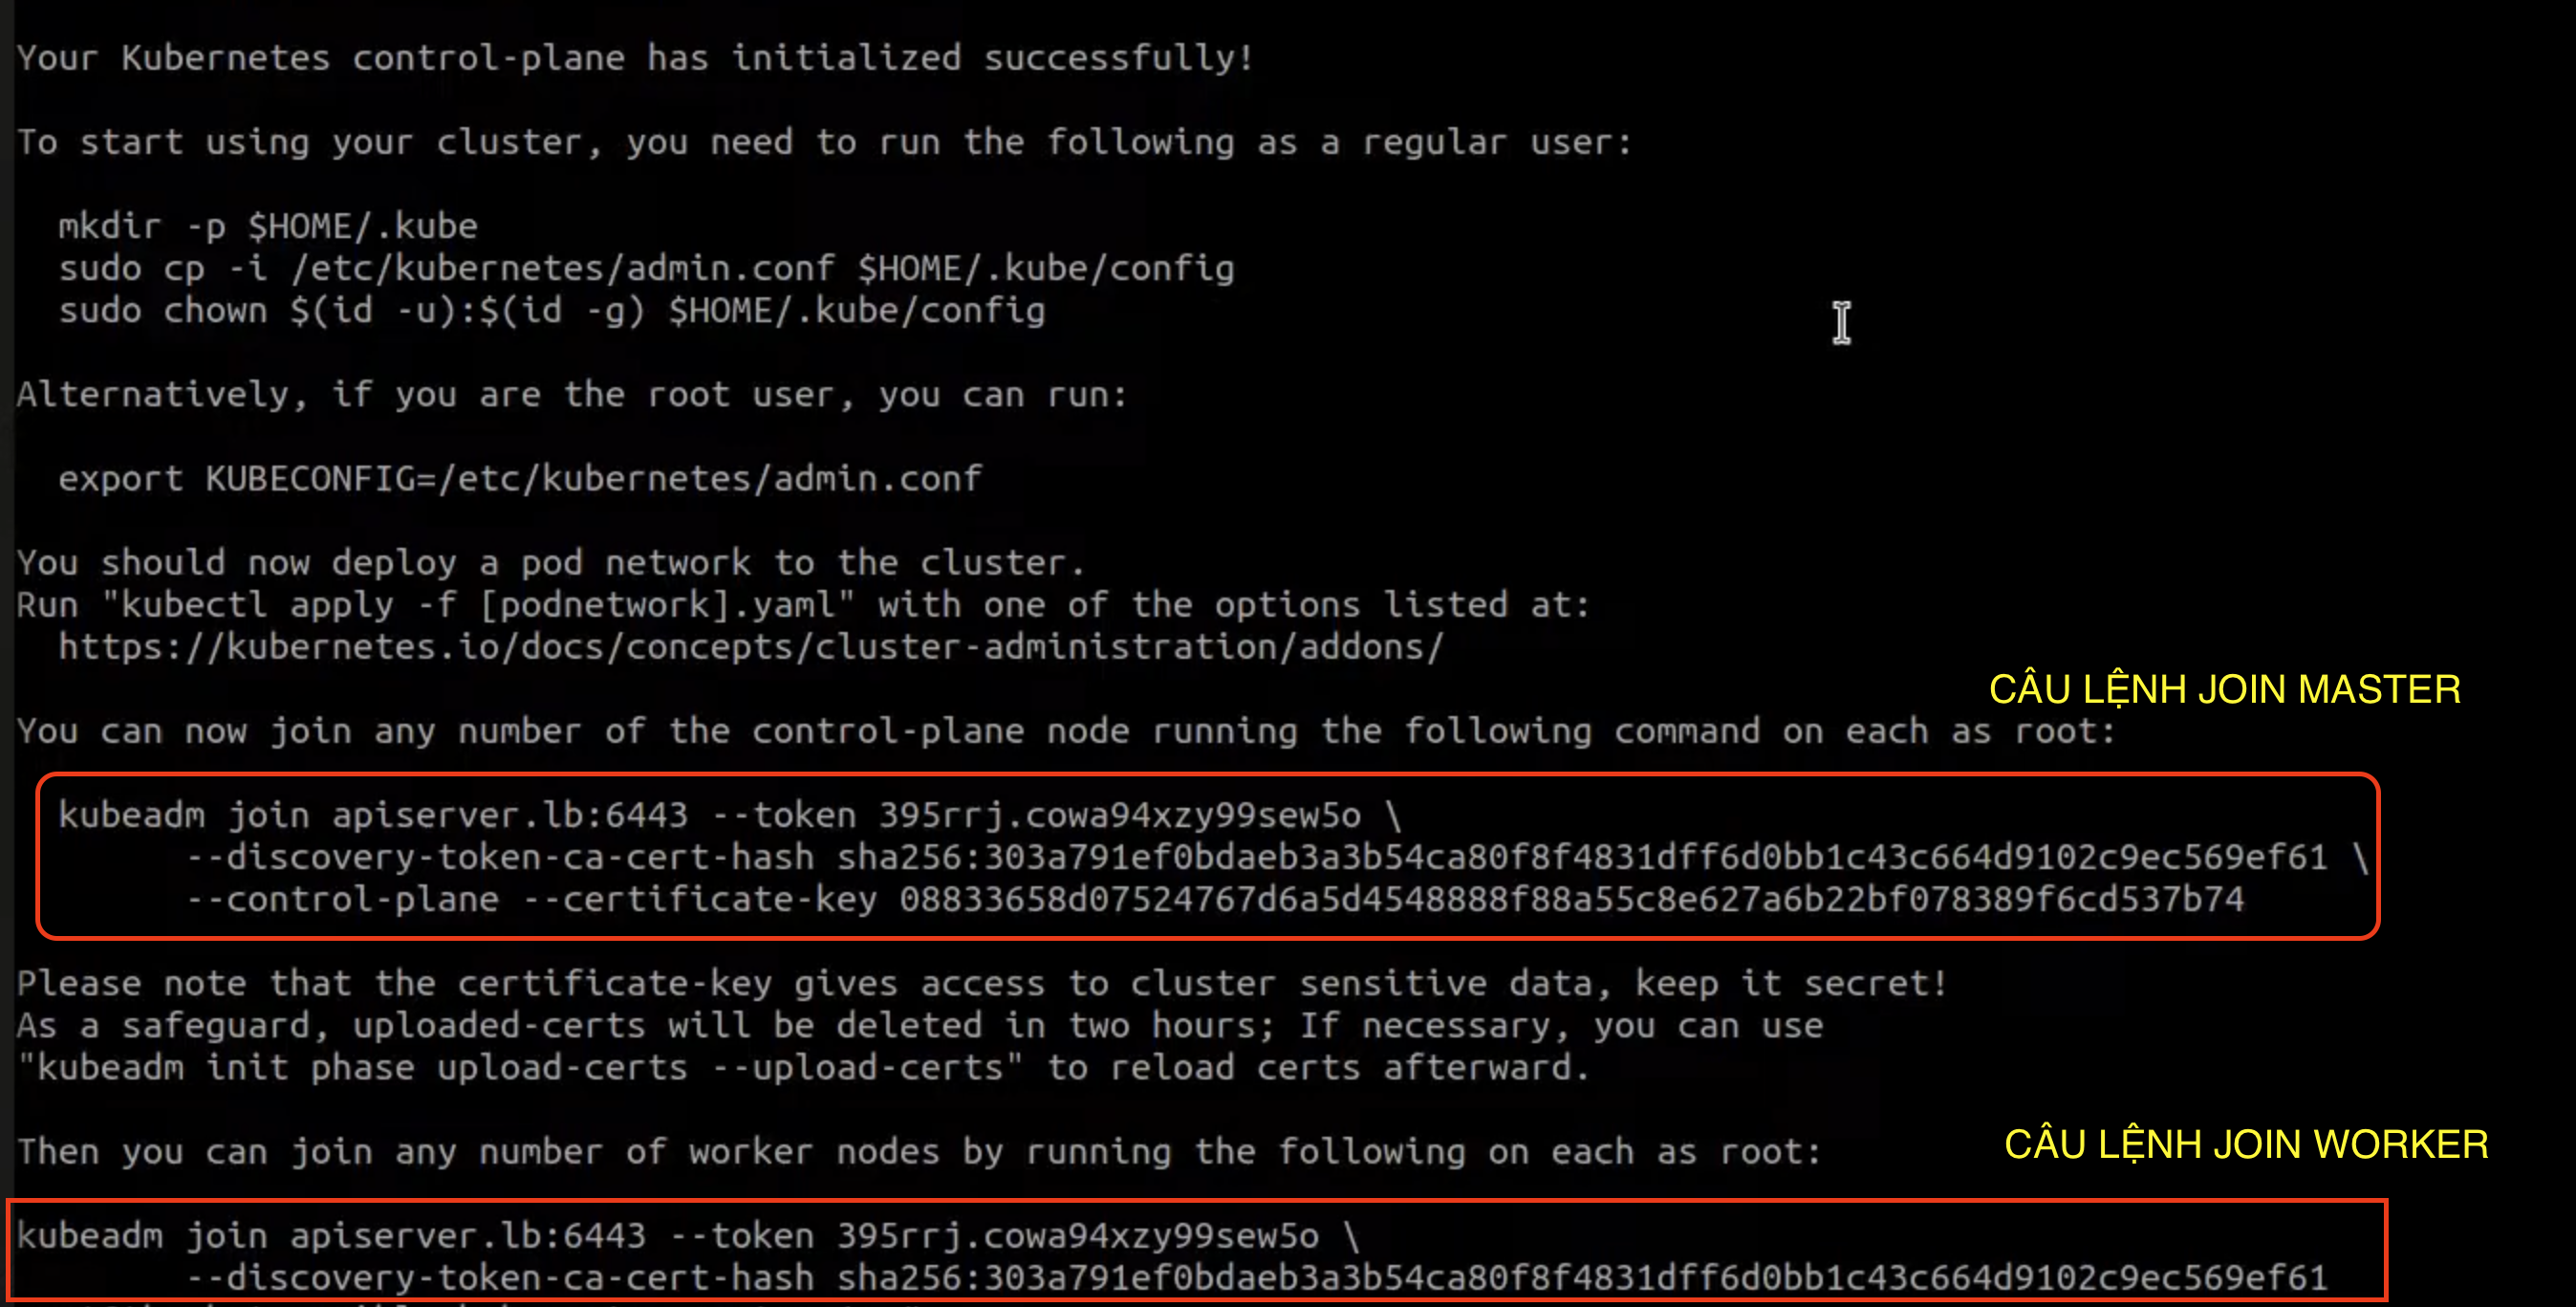 Your Kubernetes control-plane has initialized successfully!
To start using your cluster, you need to run the following as a regular user:
mkdir -p $HOME/.kube
sudo cp -i /etc/kubernetes/admin.conf $HOME/.kube/config
sudo chown $(id -u):$(id -g) $HOME/.kube/config
Alternatively, if you are the root user, you can run:
export KUBECONFIG=/etc/kubernetes/admin.conf
You should now deploy a pod network to the cluster.
Run "kubectl apply -f [podnetwork].yaml" with one of the options listed at:
https://kubernetes.io/docs/concepts/cluster-administration/addons/
CÂU LỆNH JOIN MASTER
You can now join any number of the control-plane node running the following command on each as root:
kubeadm join apiserver.lb:6443 --token 395rrj.cowa94xzy99sew5o \
--discovery-token-ca-cert-hash sha256:303a791ef0bdaeb3a3b54ca80f8f4831dff6d0bb1c43c664d9102c9ec569ef61 \
--control-plane --certificate-key 08833658d07524767d6a5d4548888f88a55c8e627a6b22bf078389f6cd537b74
Please note that the certificate-key gives access to cluster sensitive data, keep it secret!
As a safeguard, uploaded-certs will be deleted in two hours; If necessary, you can use
"kubeadm init phase upload-certs --upload-certs" to reload certs afterward.
CÂU LỆNH JOIN WORKER
Then you can join any number of worker nodes by running the following on each as root:
kubeadm join apiserver.lb:6443 --token 395rrj.cowa94xzy99sew5o \
--discovery-token-ca-cert-hash sha256:303a791ef0bdaeb3a3b54ca80f8f4831dff6d0bb1c43c664d9102c9ec569ef61